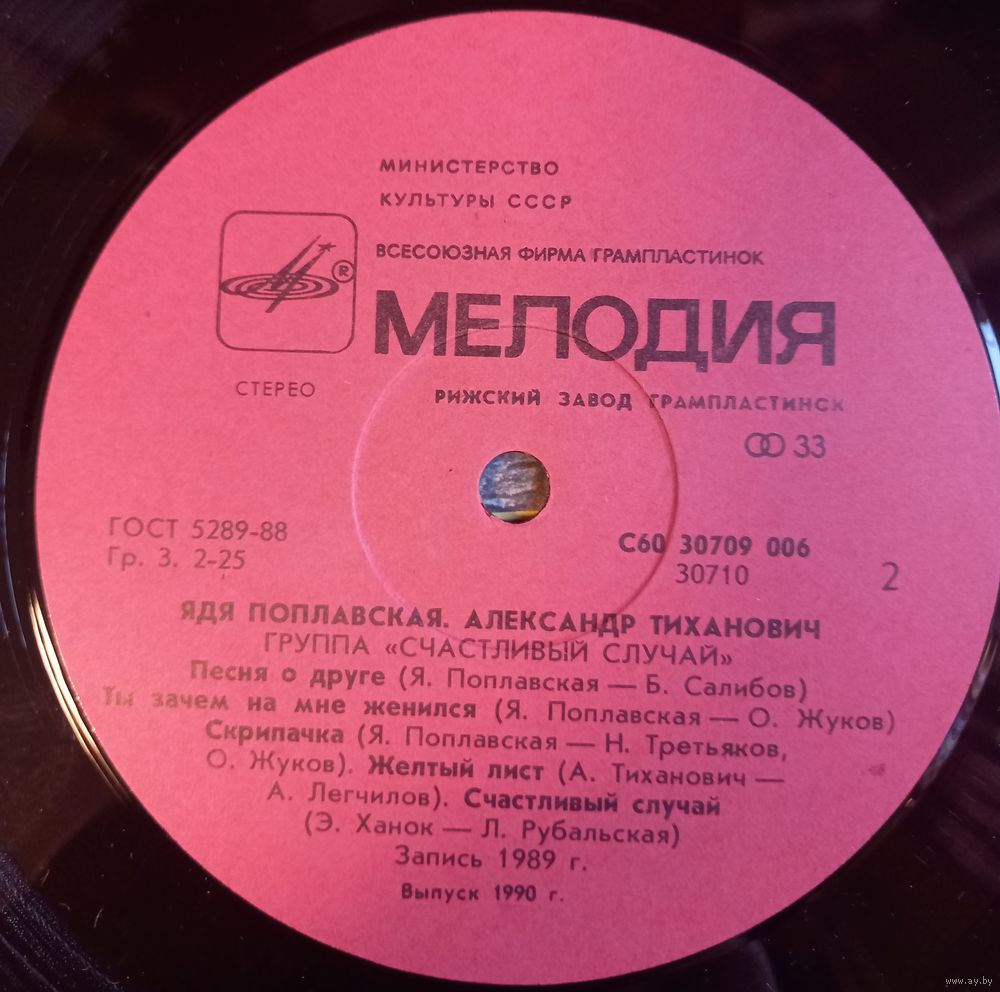 МИНИСТЕРСТВО
КУЛЬТУРЫ СССР
ВСЕСОЮЗНАЯ ФИРМА ГРАМПЛАСТИНОК
®
МЕЛОДИЯ
СТЕРЕО
РИЖСКИЙ ЗАВОД ГРАМПЛАСТИНОК
33
ГОСТ 5289-88
Гр. 3. 2-25
С60 30709 006
30710
2
ЯДЯ ПОПЛАВСКАЯ. АЛЕКСАНДР ТИХАНОВИЧ
ГРУППА «СЧАСТЛИВЫЙ СЛУЧАЙ»
Песня о друге (Я. Поплавская — Б. Салибов)
Ты зачем на мне женился (Я. Поплавская — О. Жуков)
Скрипачка (Я. Поплавская — Н. Третьяков,
О. Жуков). Желтый лист (А. Тиханович —
А. Легчилов). Счастливый случай
(Э. Ханок — Л. Рубальская)
Запись 1989 г.
Выпуск 1990 г.
www.ay.by